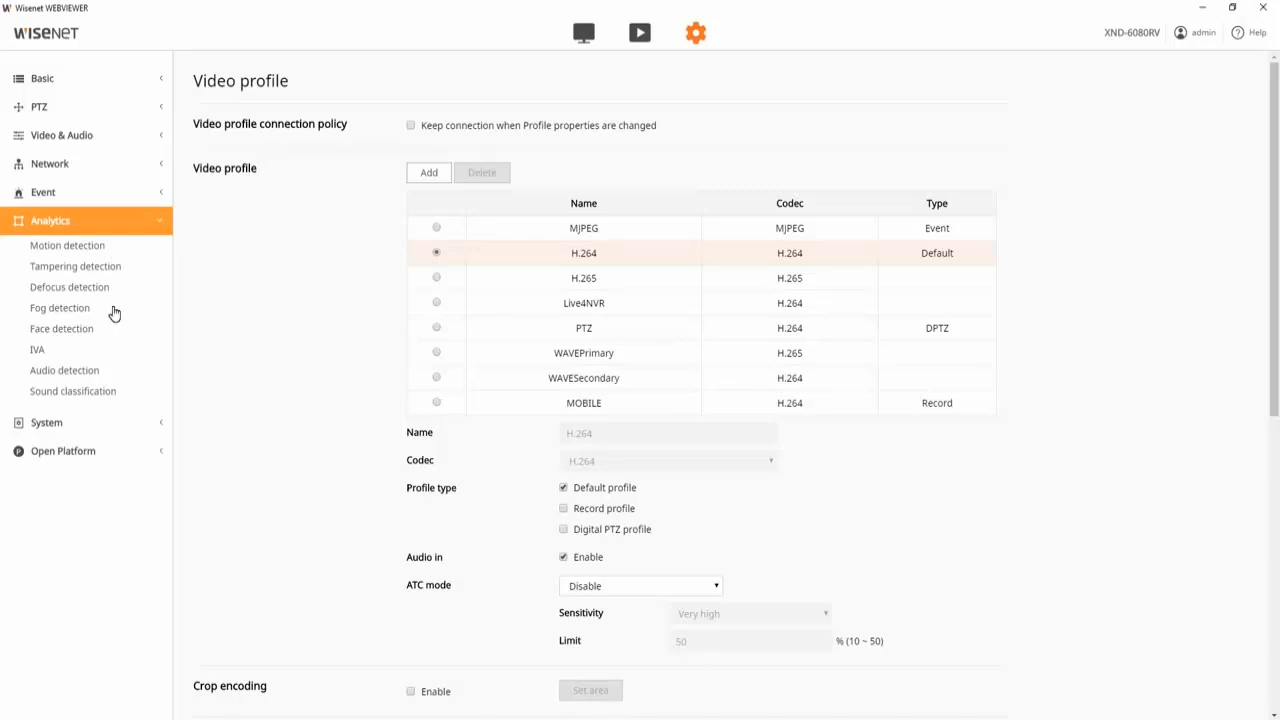 Wisenet WEBVIEWER
WISENET
XND-6080RV
admin
Help
Basic
PTZ
Video & Audio
Network
Event
Analytics
Motion detection
Tampering detection
Defocus detection
Fog detection
Face detection
IVA
Audio detection
Sound classification
System
Open Platform
Video profile
Video profile connection policy
Keep connection when Profile properties are changed
Video profile
Add
Delete
Name Codec Type
MJPEG MJPEG Event
H.264 H.264 Default
H.265 H.265
Live4NVR H.264
PTZ H.264 DPTZ
WAVEPrimary H.265
WAVESecondary H.264
MOBILE H.264 Record
Name H.264
Codec H.264
Profile type Default profile
Record profile
Digital PTZ profile
Audio in Enable
ATC mode Disable
Sensitivity Very high
Limit 50 % (10 ~ 50)
Crop encoding Enable Set area